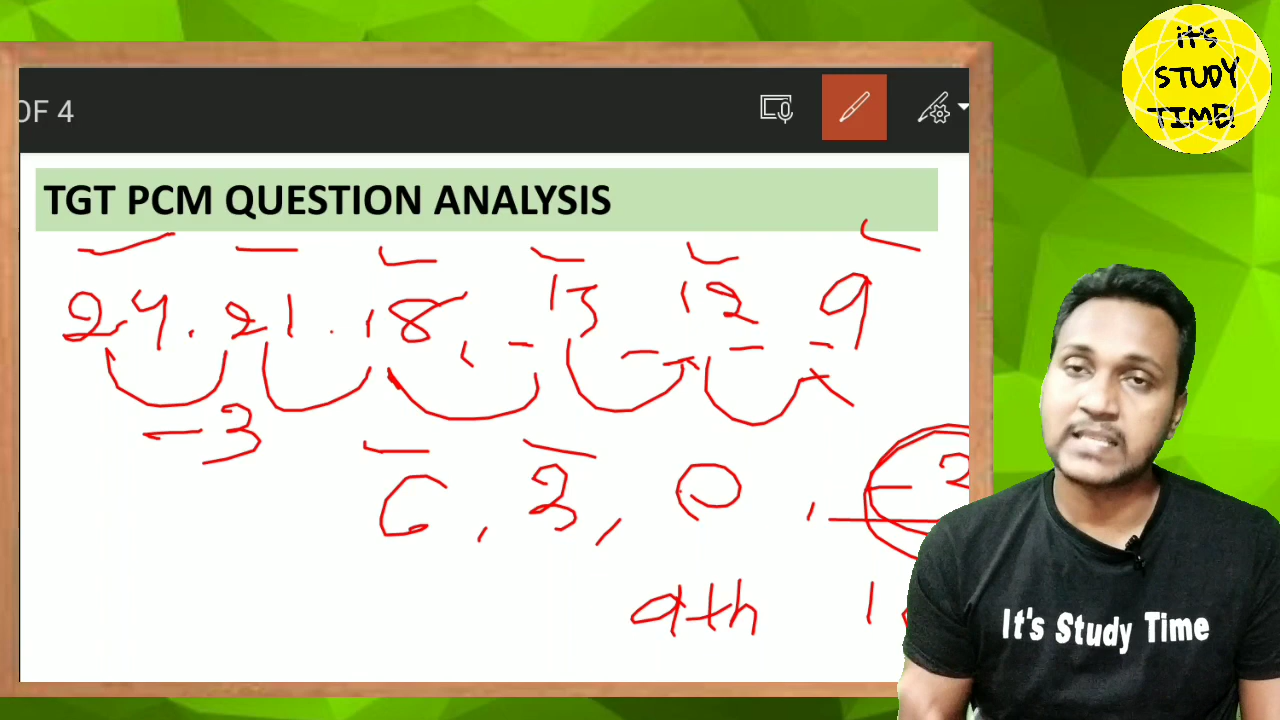 it's
STUDY
TIME!
OF 4
TGT PCM QUESTION ANALYSIS
24, 21, 18, 15, 12, 9
-3
6, 3, 0,
9th
It's Study Time